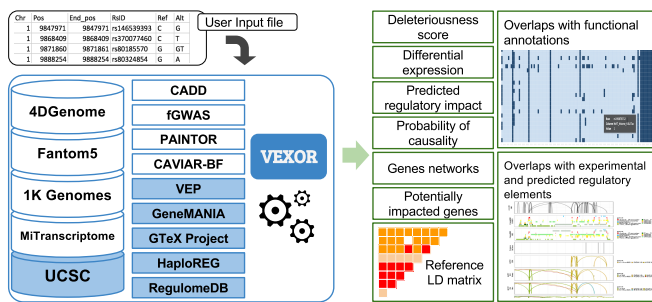 Chr Pos End_pos RsID Ref Alt
1 9847971 9847971 rs146539393 C G
1 9868409 9868409 rs370077460 C T
1 9871860 9871861 rs80185570 G GT
1 9888254 9888254 rs80324854 G A
User Input file
4DGenome
Fantom5
1K Genomes
MiTranscriptome
UCSC
CADD
fGWAS
PAINTOR
CAVIAR-BF
VEP
GeneMANIA
GTeX Project
HaploREG
RegulomeDB
VEXOR
Deleteriousness
score
Differential
expression
Predicted
regulatory impact
Probability of
causality
Genes networks
Potentially
impacted genes
Reference
LD matrix
Overlaps with functional
annotations
Overlaps with experimental
and predicted regulatory
elements